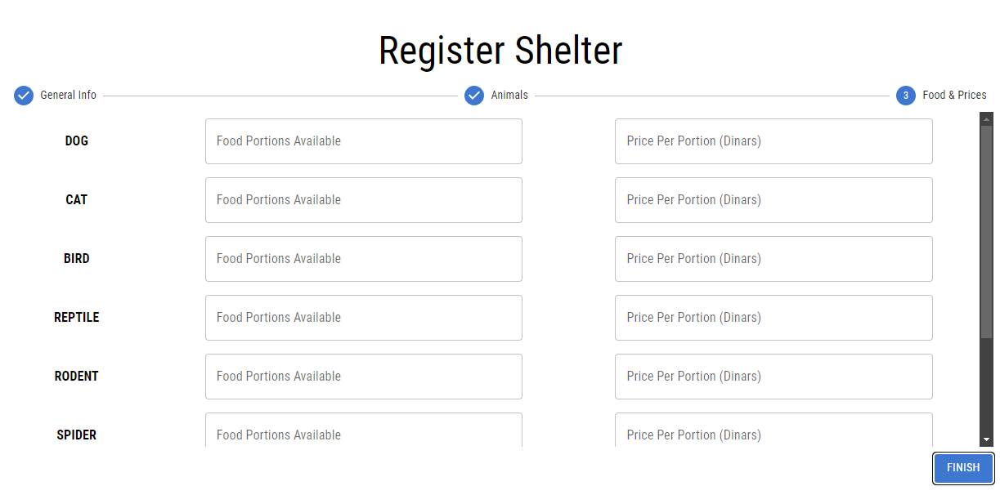 Register Shelter
General Info
Animals
3 Food & Prices
DOG Food Portions Available Price Per Portion (Dinars)
CAT Food Portions Available Price Per Portion (Dinars)
BIRD Food Portions Available Price Per Portion (Dinars)
REPTILE Food Portions Available Price Per Portion (Dinars)
RODENT Food Portions Available Price Per Portion (Dinars)
SPIDER Food Portions Available Price Per Portion (Dinars)
FINISH